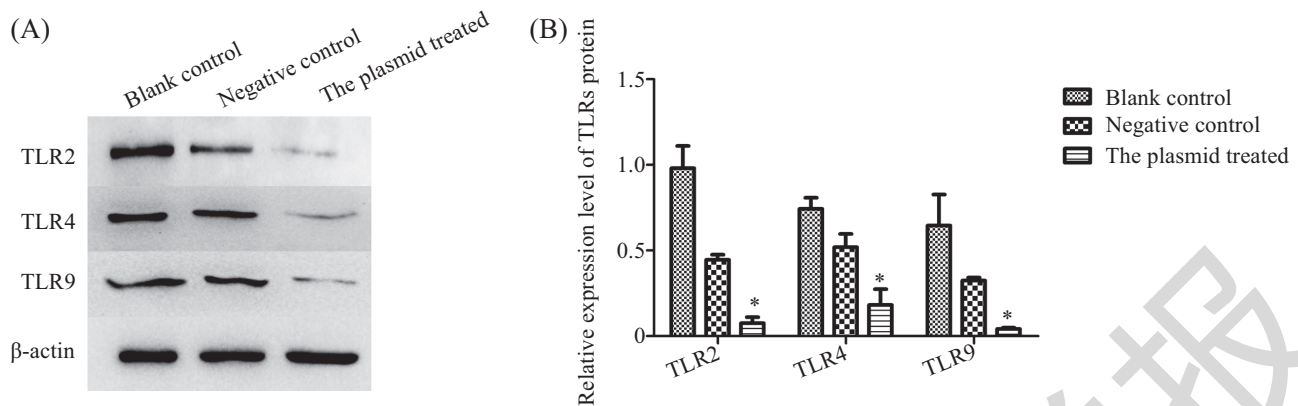 (A)
Blank control
Negative control
The plasmid treated
TLR2
TLR4
TLR9
β-actin
(B)
Relative expression level of TLRs protein
1.5
1.0
0.5
0
*
*
*
TLR2
TLR4
TLR9
Blank control
Negative control
The plasmid treated
报